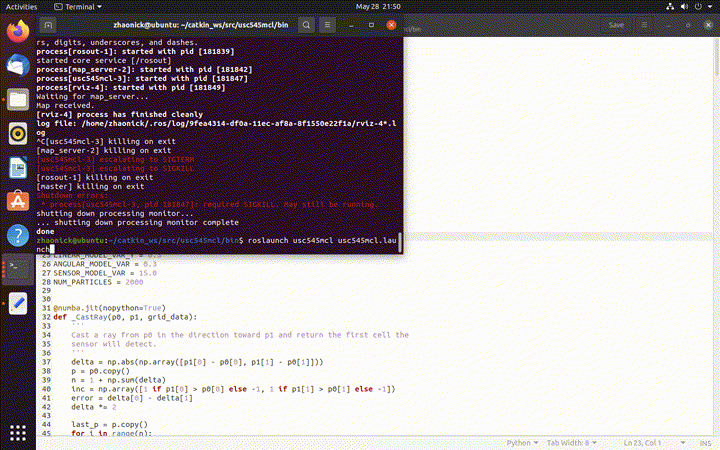 Activities
Terminal
May 28 21:50
zhaonick@ubuntu: ~/catkin_ws/src/usc545mcl/bin
cl/bin
Save
rs, digits, underscores, and dashes.
process[rosout-1]: started with pid [181839]
started core service [/rosout]
process[map_server-2]: started with pid [181842]
process[usc545mcl-3]: started with pid [181847]
process[rviz-4]: started with pid [181849]
Waiting for map_server...
Map received.
[rviz-4] process has finished cleanly
log file: /home/zhaonick/.ros/log/9fea4314-df0a-11ec-af8a-8f1550e22f1a/rviz-4*.l
og
^C[usc545mcl-3] killing on exit
[map_server-2] killing on exit
[usc545mcl-3] escalating to SIGTERM
[usc545mcl-3] escalating to SIGKILL
[rosout-1] killing on exit
[master] killing on exit
Shutdown errors:
* process[usc545mcl-3, pid 181847]: required SIGKILL. May still be running.
shutting down processing monitor...
... shutting down processing monitor complete
done
zhaonick@ubuntu:~/catkin_ws/src/usc545mcl/bin$ roslaunch usc545mcl usc545mcl.lau
nch
25 LINEAR_MODEL_VAR_Y = 0.5
26 ANGULAR_MODEL_VAR = 0.3
27 SENSOR_MODEL_VAR = 15.0
28 NUM_PARTICLES = 2000
29
30
31 @numba.jit(nopython=True)
32 def _CastRay(p0, p1, grid_data):
33 '''
34 Cast a ray from p0 in the direction toward p1 and return the first cell the
35 sensor will detect.
36 '''
37 delta = np.abs(np.array([p1[0] - p0[0], p1[1] - p0[1]]))
38 p = p0.copy()
39 n = 1 + np.sum(delta)
40 inc = np.array([1 if p1[0] > p0[0] else -1, 1 if p1[1] > p0[1] else -1])
41 error = delta[0] - delta[1]
42 delta *= 2
43
44 last_p = p.copy()
45 for i in range(n):
Python
Tab Width: 8
Ln 23, Col 1
INS